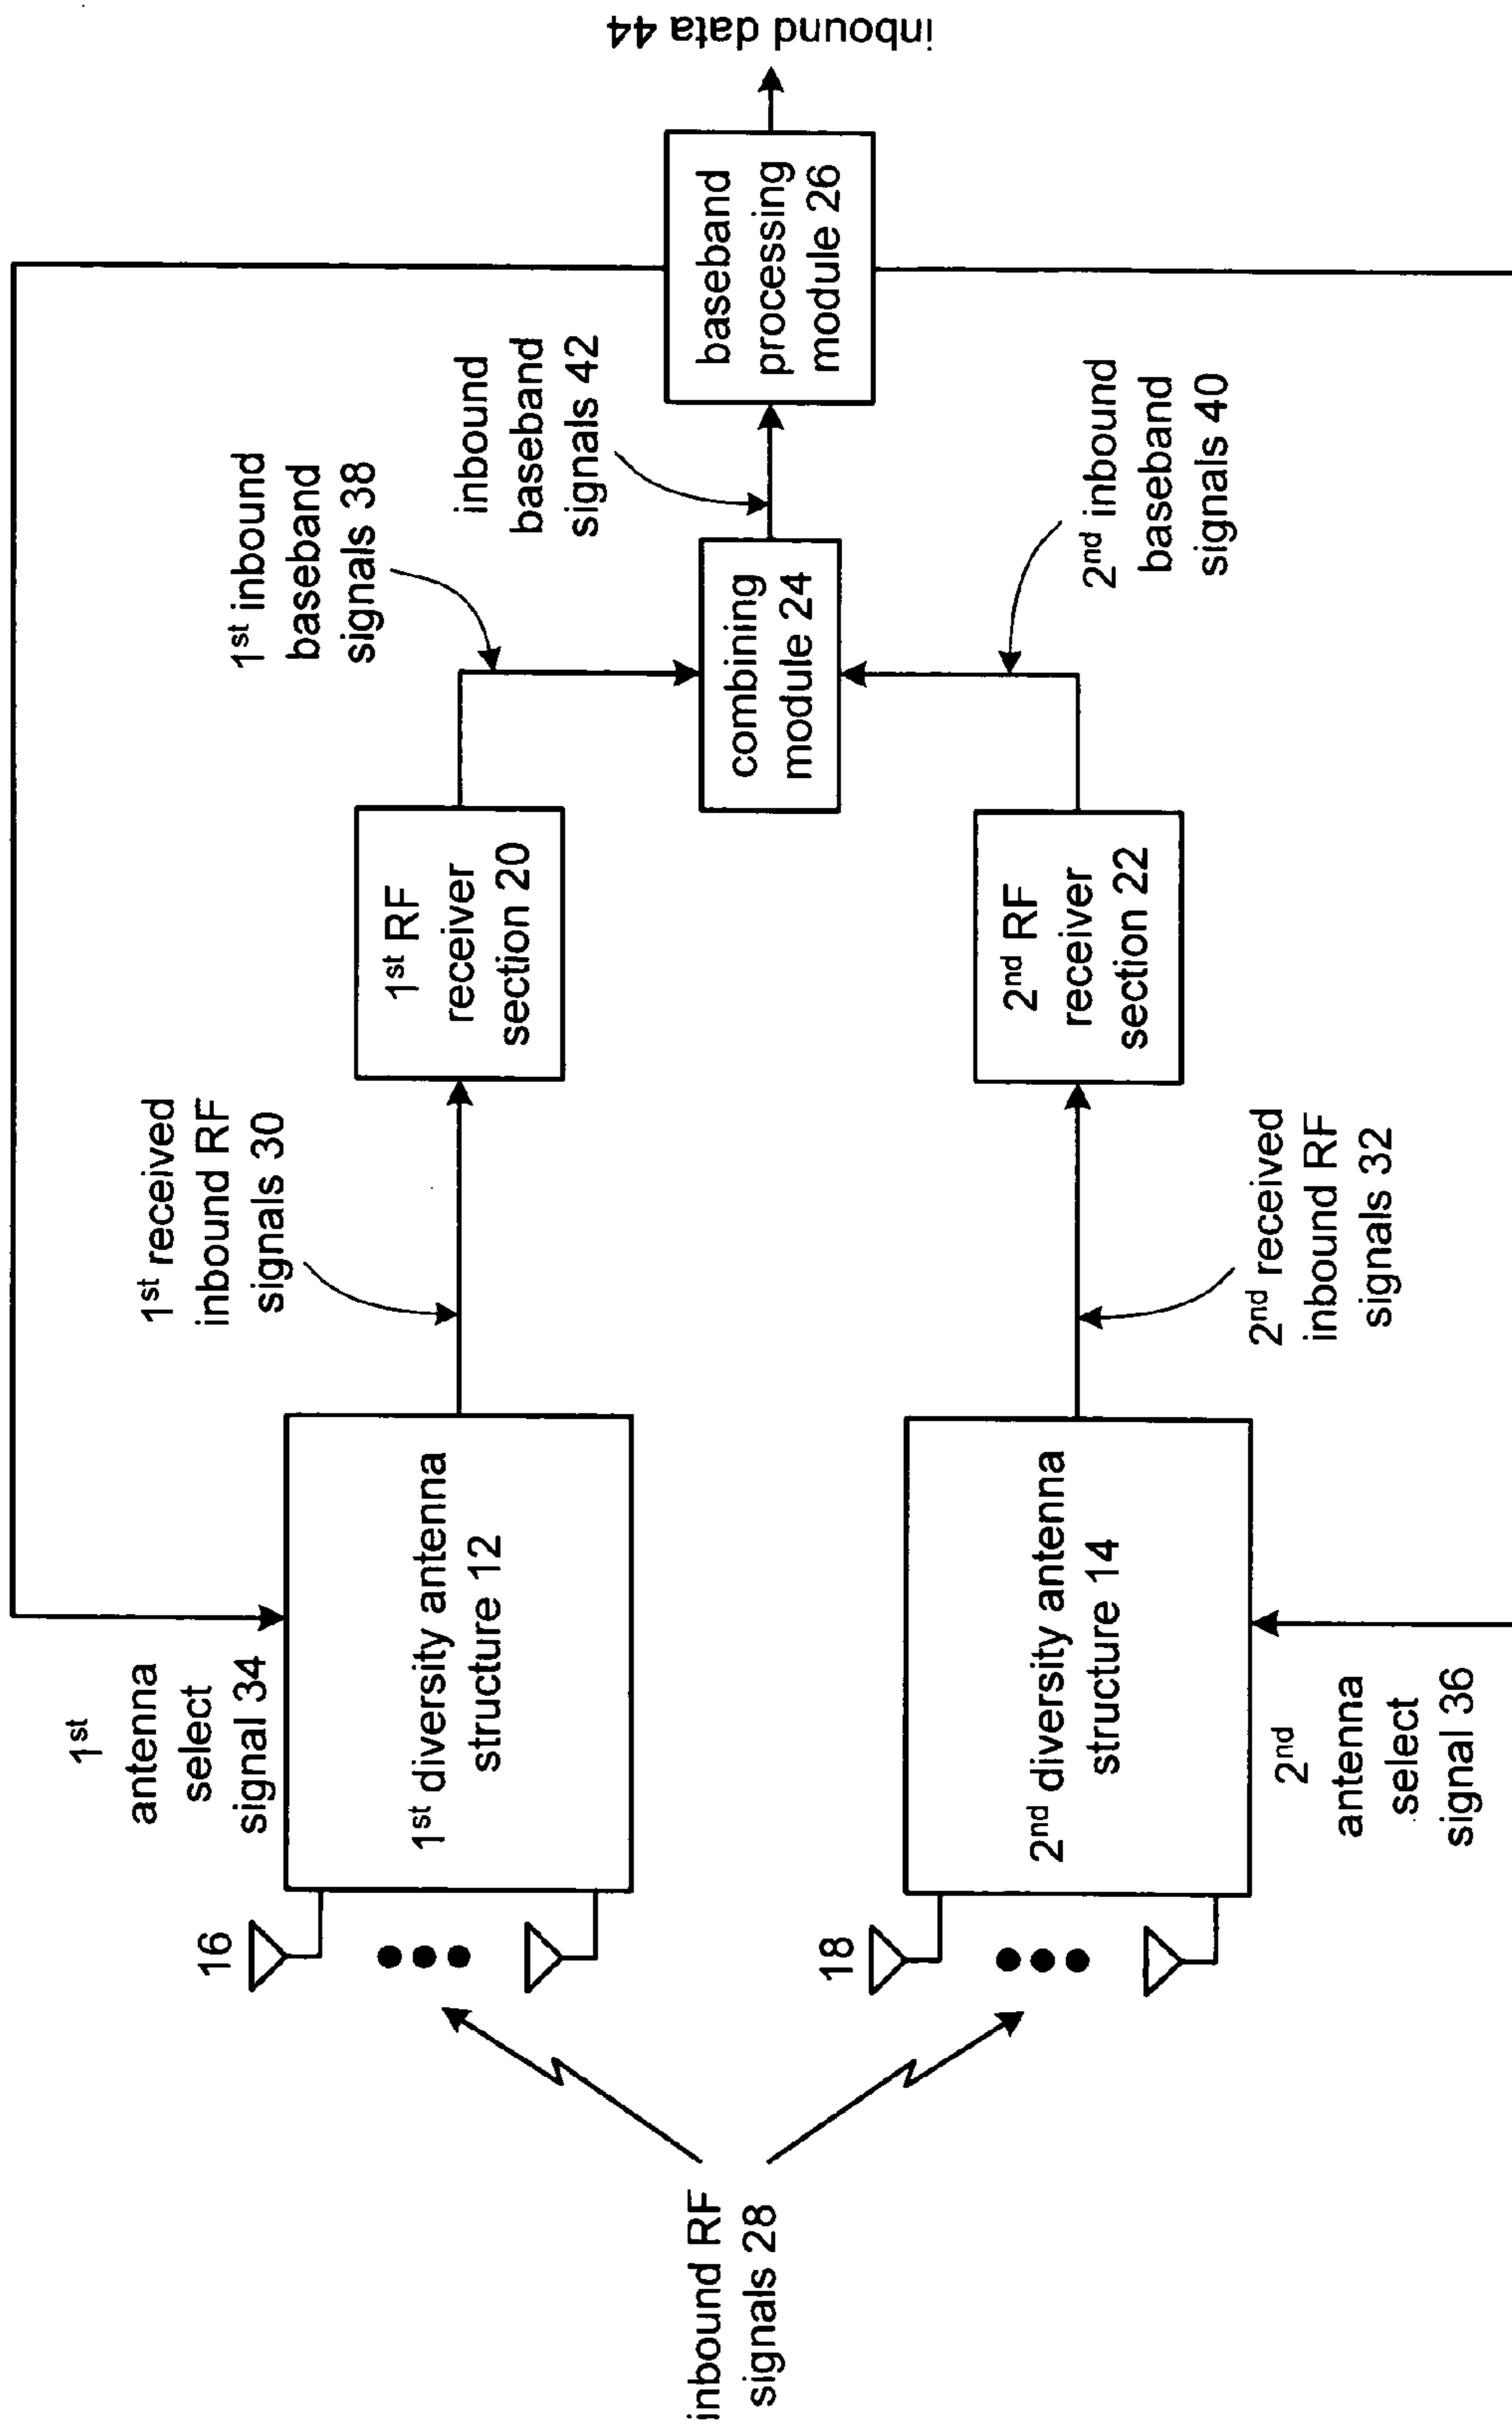 inbound RF
signals 28
16
18
1st
antenna
select
signal 34
1st diversity antenna
structure 12
2nd diversity antenna
structure 14
2nd
antenna
select
signal 36
1st received
inbound RF
signals 30
2nd received
inbound RF
signals 32
1st RF
receiver
section 20
2nd RF
receiver
section 22
1st inbound
baseband
signals 38
combining
module 24
2nd inbound
baseband
signals 40
inbound
baseband
signals 42
baseband
processing
module 26
inbound data 44